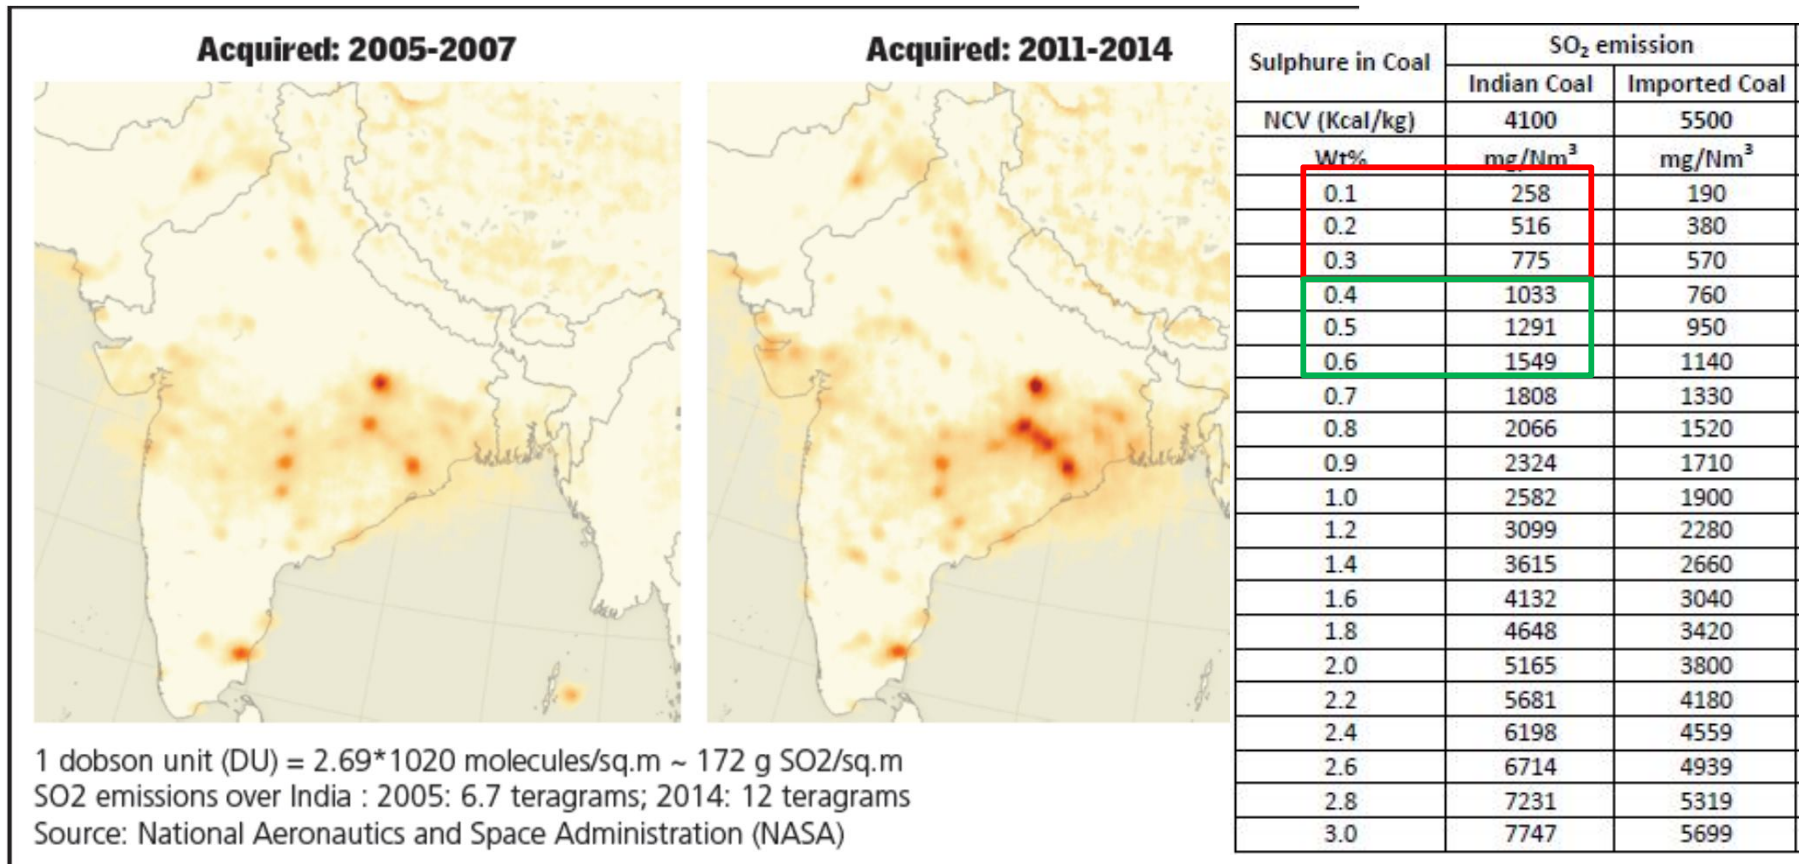 Acquired: 2005-2007
Acquired: 2011-2014
1 dobson unit (DU) = 2.69*1020 molecules/sq.m ~ 172 g SO2/sq.m
SO2 emissions over India : 2005: 6.7 teragrams; 2014: 12 teragrams
Source: National Aeronautics and Space Administration (NASA)
Sulphure in Coal SO₂ emission
Indian Coal Imported Coal
NCV (Kcal/kg) 4100 5500
Wt% mg/Nm³ mg/Nm³
0.1 258 190
0.2 516 380
0.3 775 570
0.4 1033 760
0.5 1291 950
0.6 1549 1140
0.7 1808 1330
0.8 2066 1520
0.9 2324 1710
1.0 2582 1900
1.2 3099 2280
1.4 3615 2660
1.6 4132 3040
1.8 4648 3420
2.0 5165 3800
2.2 5681 4180
2.4 6198 4559
2.6 6714 4939
2.8 7231 5319
3.0 7747 5699